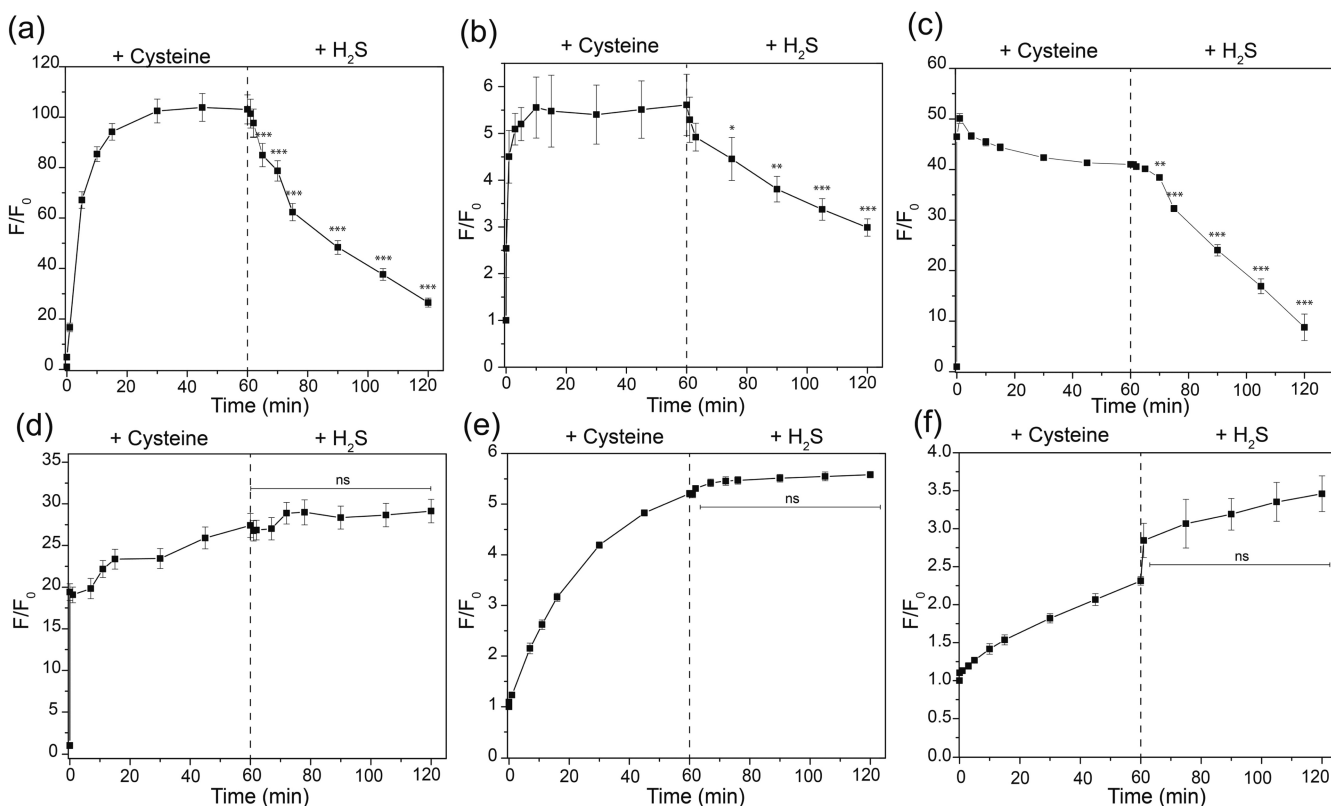 (a)
+ Cysteine + H₂S
120
100
80
60
40
20
0
F/F₀
***
***
***
***
***
***
0 20 40 60 80 100 120
Time (min)
(b)
+ Cysteine + H₂S
6
5
4
3
2
1
0
F/F₀
*
**
***
***
0 20 40 60 80 100 120
Time (min)
(c)
+ Cysteine + H₂S
60
50
40
30
20
10
0
F/F₀
**
***
***
***
***
0 20 40 60 80 100 120
Time (min)
(d)
+ Cysteine + H₂S
35
30
25
20
15
10
5
0
F/F₀
ns
0 20 40 60 80 100 120
Time (min)
(e)
+ Cysteine + H₂S
6
5
4
3
2
1
0
F/F₀
ns
0 20 40 60 80 100 120
Time (min)
(f)
+ Cysteine + H₂S
4.0
3.5
3.0
2.5
2.0
1.5
1.0
0.5
0.0
F/F₀
ns
0 20 40 60 80 100 120
Time (min)